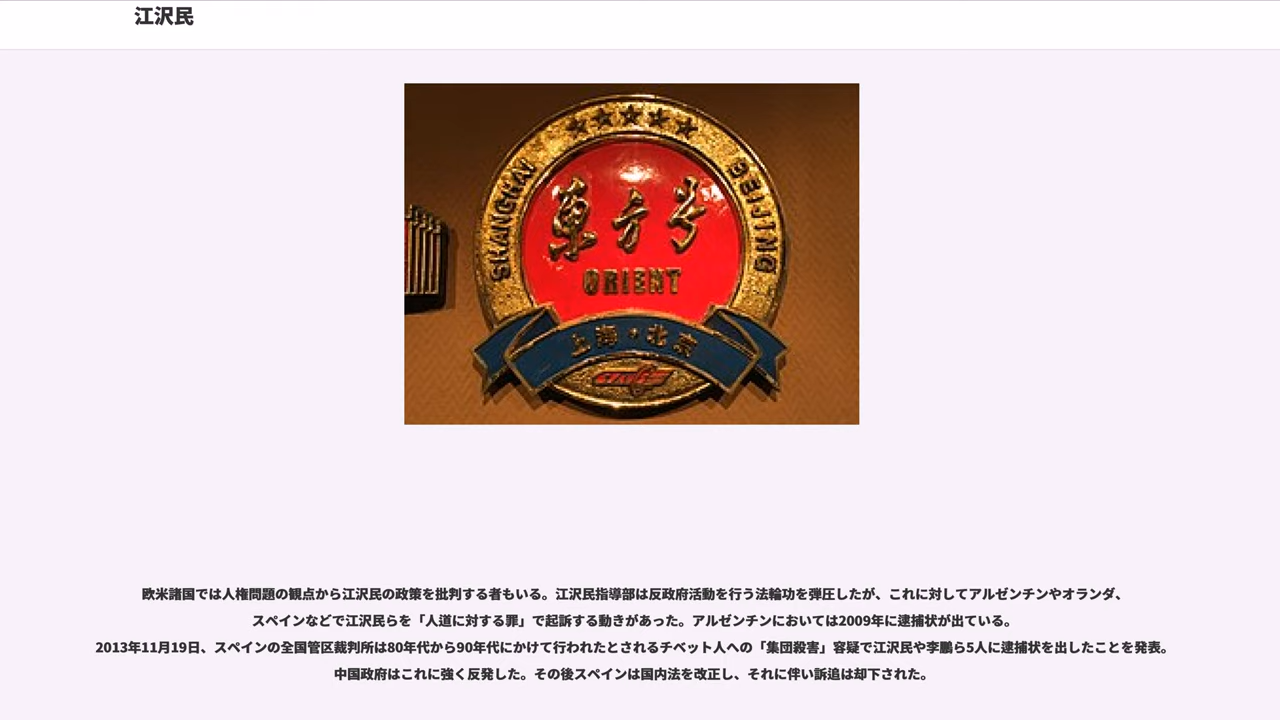 江沢民
SHANGHAI
BEIJING
东方号
ORIENT
上海·北京
欧米諸国では人権問題の観点から江沢民の政策を批判する者もいる。江沢民指導部は反政府活動を行う法輪功を弾圧したが、これに対してアルゼンチンやオランダ、
スペインなどで江沢民らを「人道に対する罪」で起訴する動きがあった。アルゼンチンにおいては2009年に逮捕状が出ている。
2013年11月19日、スペインの全国管区裁判所は80年代から90年代にかけて行われたとされるチベット人への「集団殺害」容疑で江沢民や李鵬ら5人に逮捕状を出したことを発表。
中国政府はこれに強く反発した。その後スペインは国内法を改正し、それに伴い訴追は却下された。